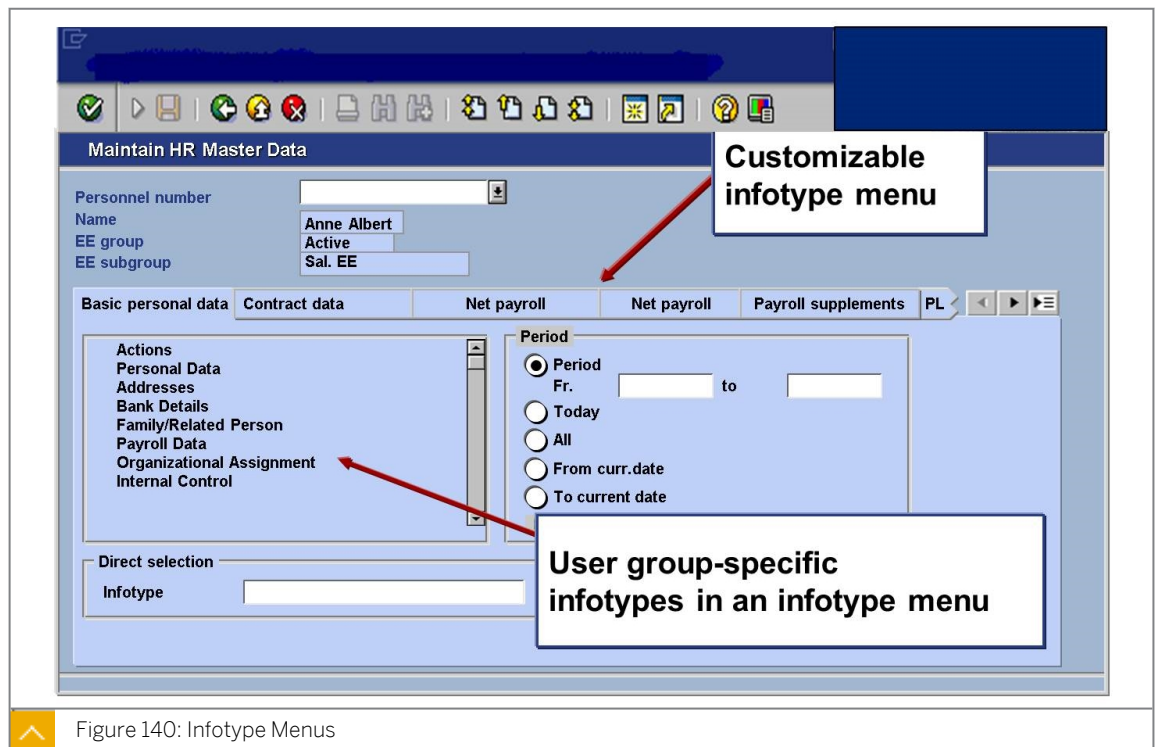 Maintain HR Master Data
Customizable
infotype menu
Personnel number
Name Anne Albert
EE group Active
EE subgroup Sal. EE
Basic personal data Contract data Net payroll Net payroll Payroll supplements PL
Actions
Personal Data
Addresses
Bank Details
Family/Related Person
Payroll Data
Organizational Assignment
Internal Control
Period
Period
Fr. to
Today
All
From curr.date
To current date
User group-specific
infotypes in an infotype menu
Direct selection
Infotype
Figure 140: Infotype Menus